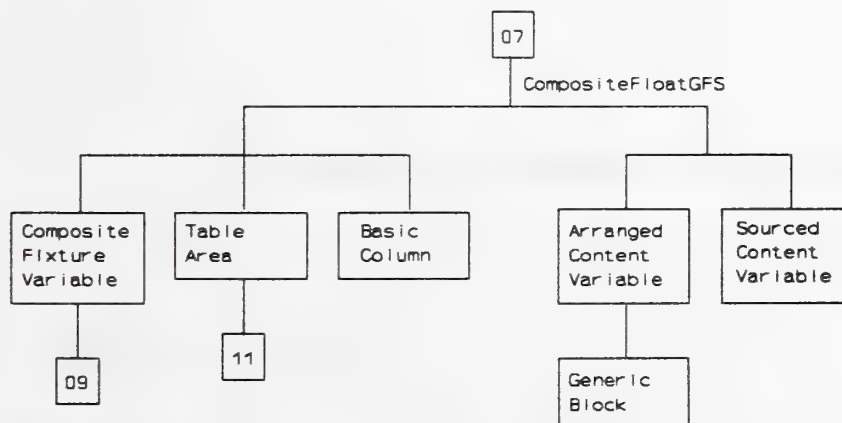 07
CompositeFloatGFS
Composite
Fixture
Variable
Table
Area
Basic
Column
Arranged
Content
Variable
Sourced
Content
Variable
09
11
Generic
Block